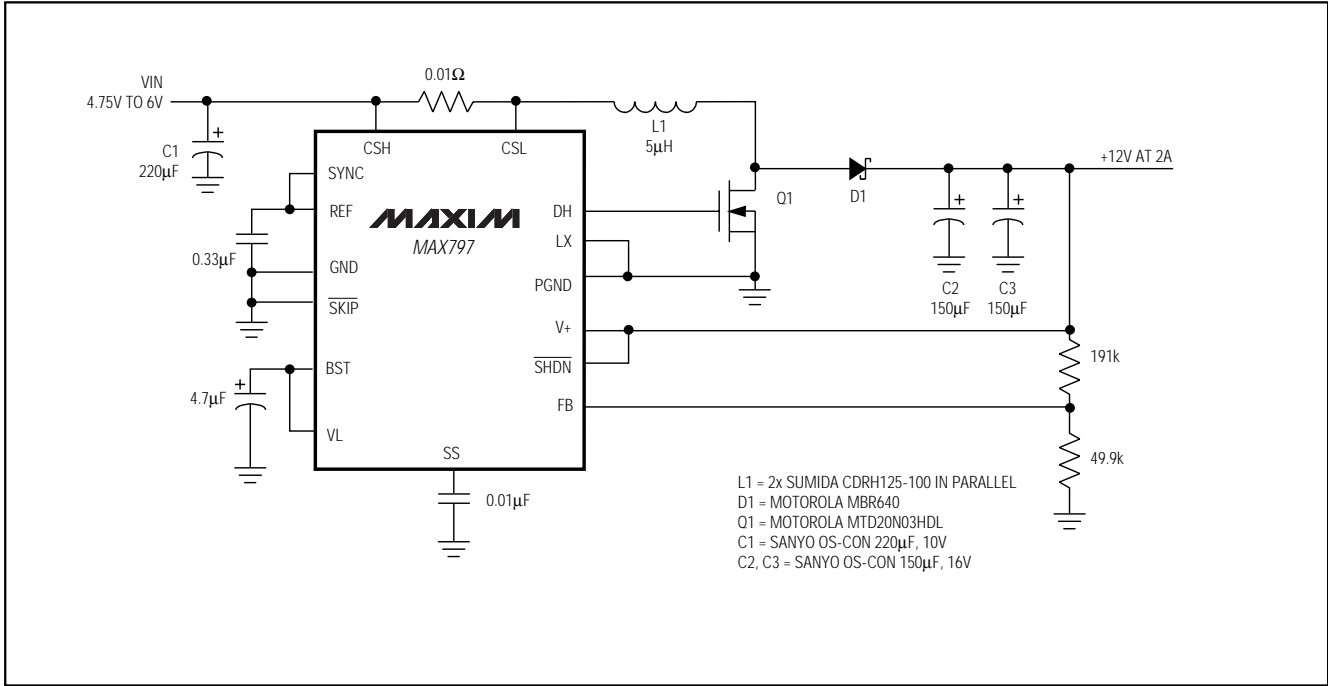 VIN
4.75V TO 6V
0.01Ω
+
C1
220µF
CSH
CSL
L1
5µH
+12V AT 2A
SYNC
REF
MAXIM
MAX797
DH
LX
PGND
Q1
D1
+
+
C2
150µF
C3
150µF
0.33µF
GND
SKIP
V+
SHDN
191k
BST
+
4.7µF
FB
VL
SS
49.9k
0.01µF
L1 = 2x SUMIDA CDRH125-100 IN PARALLEL
D1 = MOTOROLA MBR640
Q1 = MOTOROLA MTD20N03HDL
C1 = SANYO OS-CON 220µF, 10V
C2, C3 = SANYO OS-CON 150µF, 16V